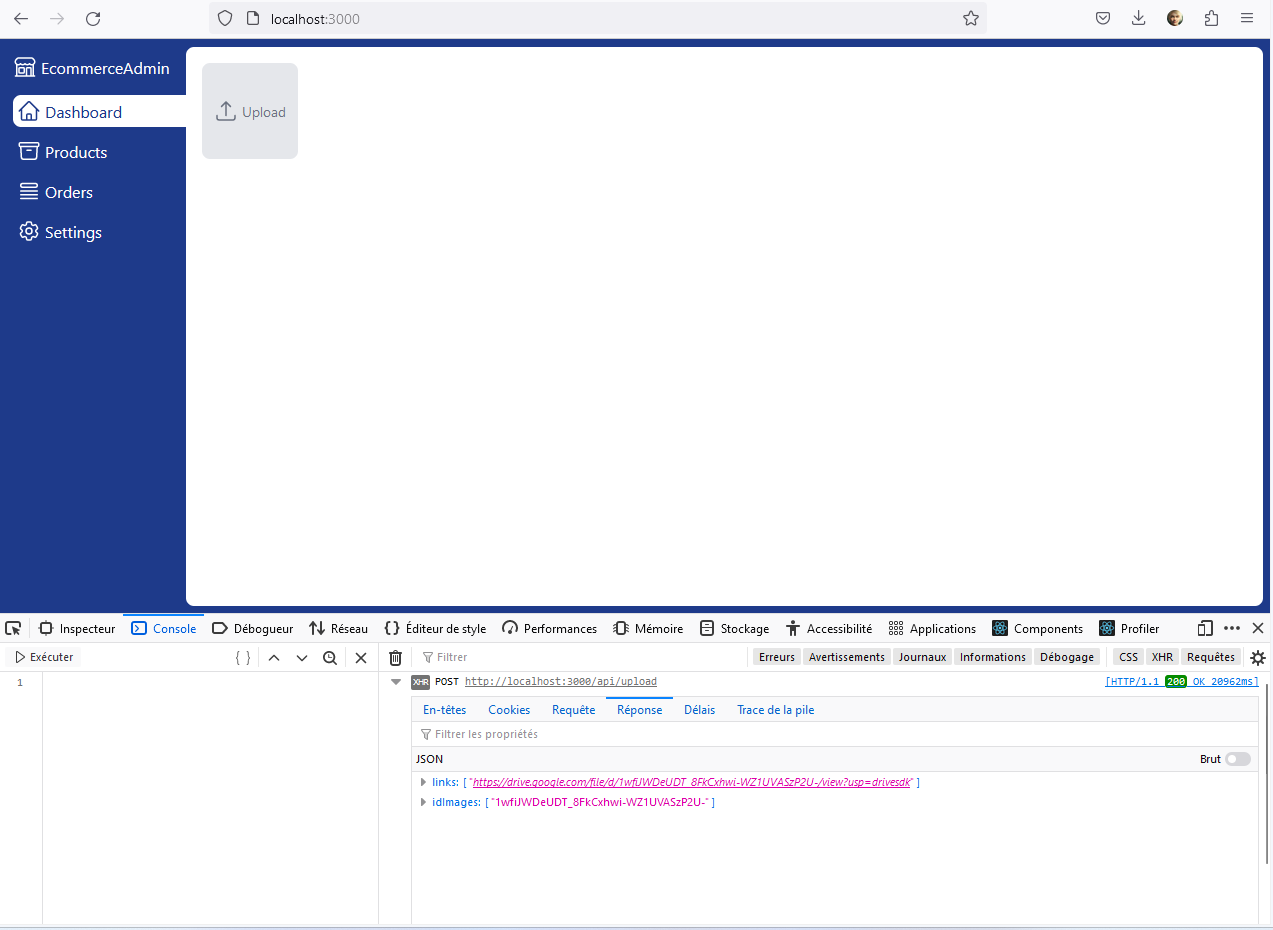 localhost:3000
EcommerceAdmin
Dashboard
Products
Orders
Settings
Upload
Inspecteur Console Débogueur Réseau Éditeur de style Performances Mémoire Stockage Accessibilité Applications Components Profiler
Exécuter
Filtrer
Erreurs Avertissements Journaux Informations Débogage CSS XHR Requêtes
1
XHR POST http://localhost:3000/api/upload [HTTP/1.1 200 OK 20962ms]
En-têtes Cookies Requête Réponse Délais Trace de la pile
Filtrer les propriétés
JSON Brut
links: [ "https://drive.google.com/file/d/1wfiJWDeUDT_8FkCxhwi-WZ1UVASzP2U-/view?usp=drivesdk" ]
idImages: [ "1wfiJWDeUDT_8FkCxhwi-WZ1UVASzP2U-" ]